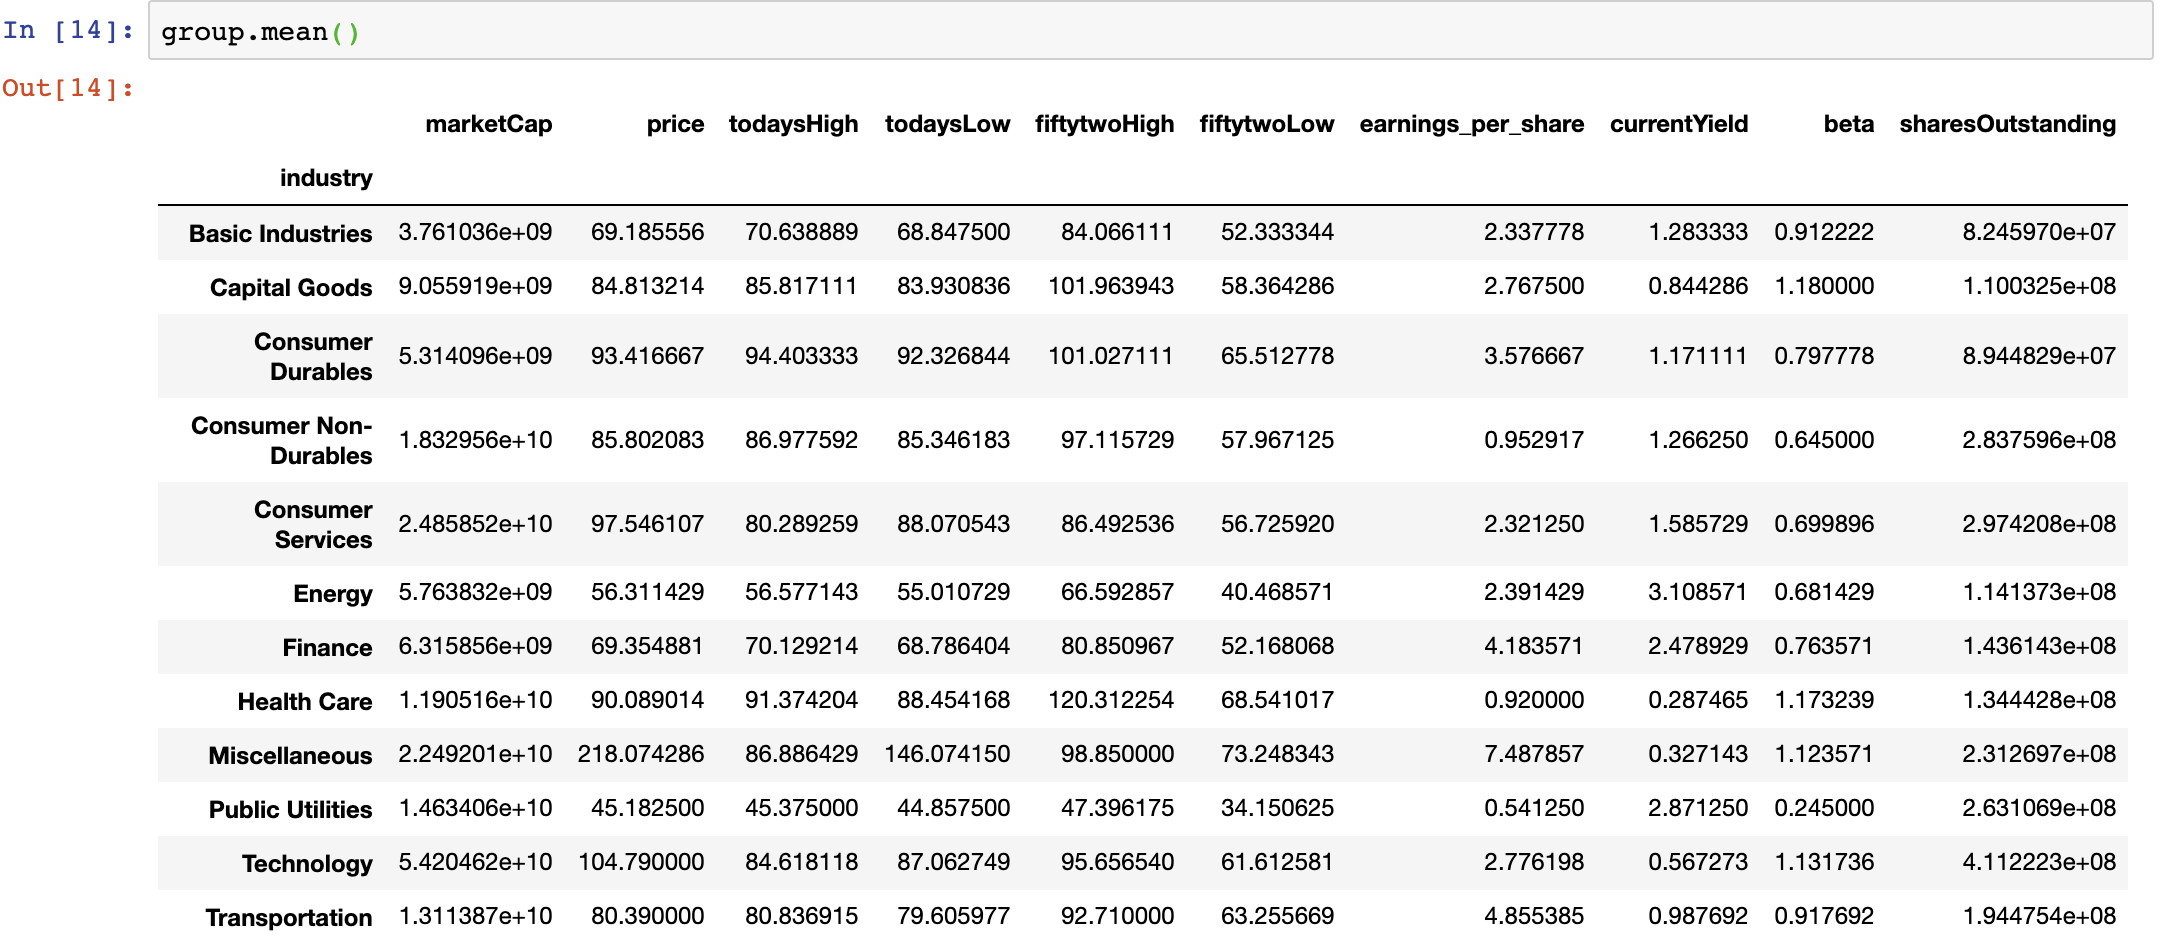 In [14]: group.mean()
Out[14]:
marketCap price todaysHigh todaysLow fiftytwoHigh fiftytwoLow earnings_per_share currentYield beta sharesOutstanding
industry
Basic Industries 3.761036e+09 69.185556 70.638889 68.847500 84.066111 52.333344 2.337778 1.283333 0.912222 8.245970e+07
Capital Goods 9.055919e+09 84.813214 85.817111 83.930836 101.963943 58.364286 2.767500 0.844286 1.180000 1.100325e+08
Consumer
Durables 5.314096e+09 93.416667 94.403333 92.326844 101.027111 65.512778 3.576667 1.171111 0.797778 8.944829e+07
Consumer Non-
Durables 1.832956e+10 85.802083 86.977592 85.346183 97.115729 57.967125 0.952917 1.266250 0.645000 2.837596e+08
Consumer
Services 2.485852e+10 97.546107 80.289259 88.070543 86.492536 56.725920 2.321250 1.585729 0.699896 2.974208e+08
Energy 5.763832e+09 56.311429 56.577143 55.010729 66.592857 40.468571 2.391429 3.108571 0.681429 1.141373e+08
Finance 6.315856e+09 69.354881 70.129214 68.786404 80.850967 52.168068 4.183571 2.478929 0.763571 1.436143e+08
Health Care 1.190516e+10 90.089014 91.374204 88.454168 120.312254 68.541017 0.920000 0.287465 1.173239 1.344428e+08
Miscellaneous 2.249201e+10 218.074286 86.886429 146.074150 98.850000 73.248343 7.487857 0.327143 1.123571 2.312697e+08
Public Utilities 1.463406e+10 45.182500 45.375000 44.857500 47.396175 34.150625 0.541250 2.871250 0.245000 2.631069e+08
Technology 5.420462e+10 104.790000 84.618118 87.062749 95.656540 61.612581 2.776198 0.567273 1.131736 4.112223e+08
Transportation 1.311387e+10 80.390000 80.836915 79.605977 92.710000 63.255669 4.855385 0.987692 0.917692 1.944754e+08